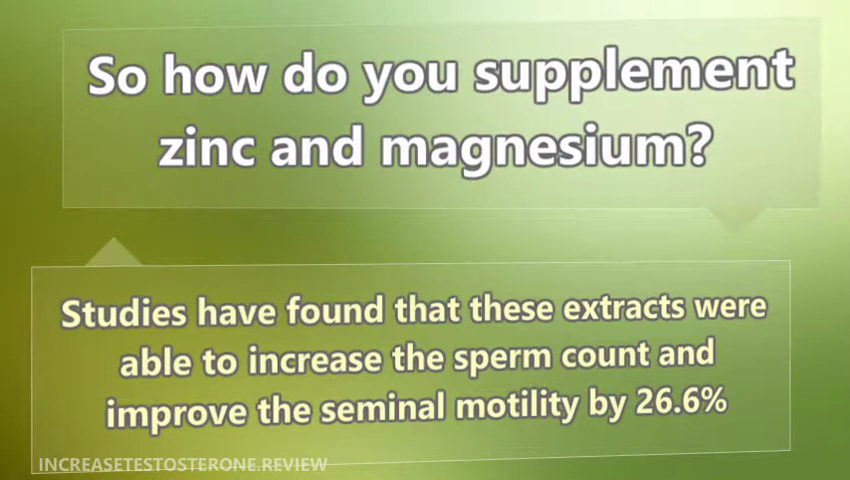 So how do you supplement
zinc and magnesium?
Studies have found that these extracts were
able to increase the sperm count and
improve the seminal motility by 26.6%
INCREASETESTOSTERONE.REVIEW